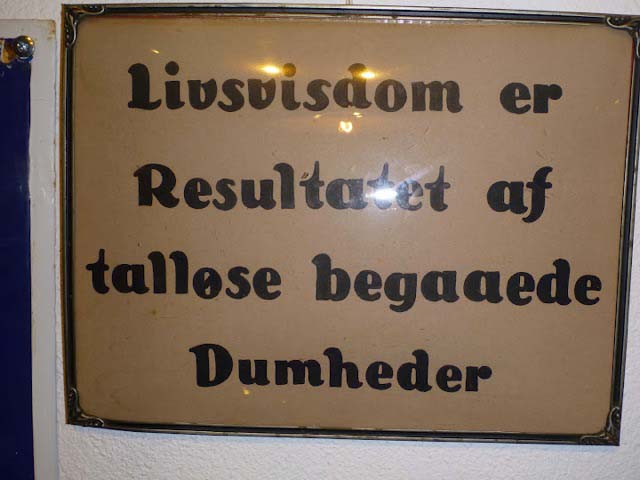 Livsvisdom er
Resultatet af
talløse begaaede
Dumheder